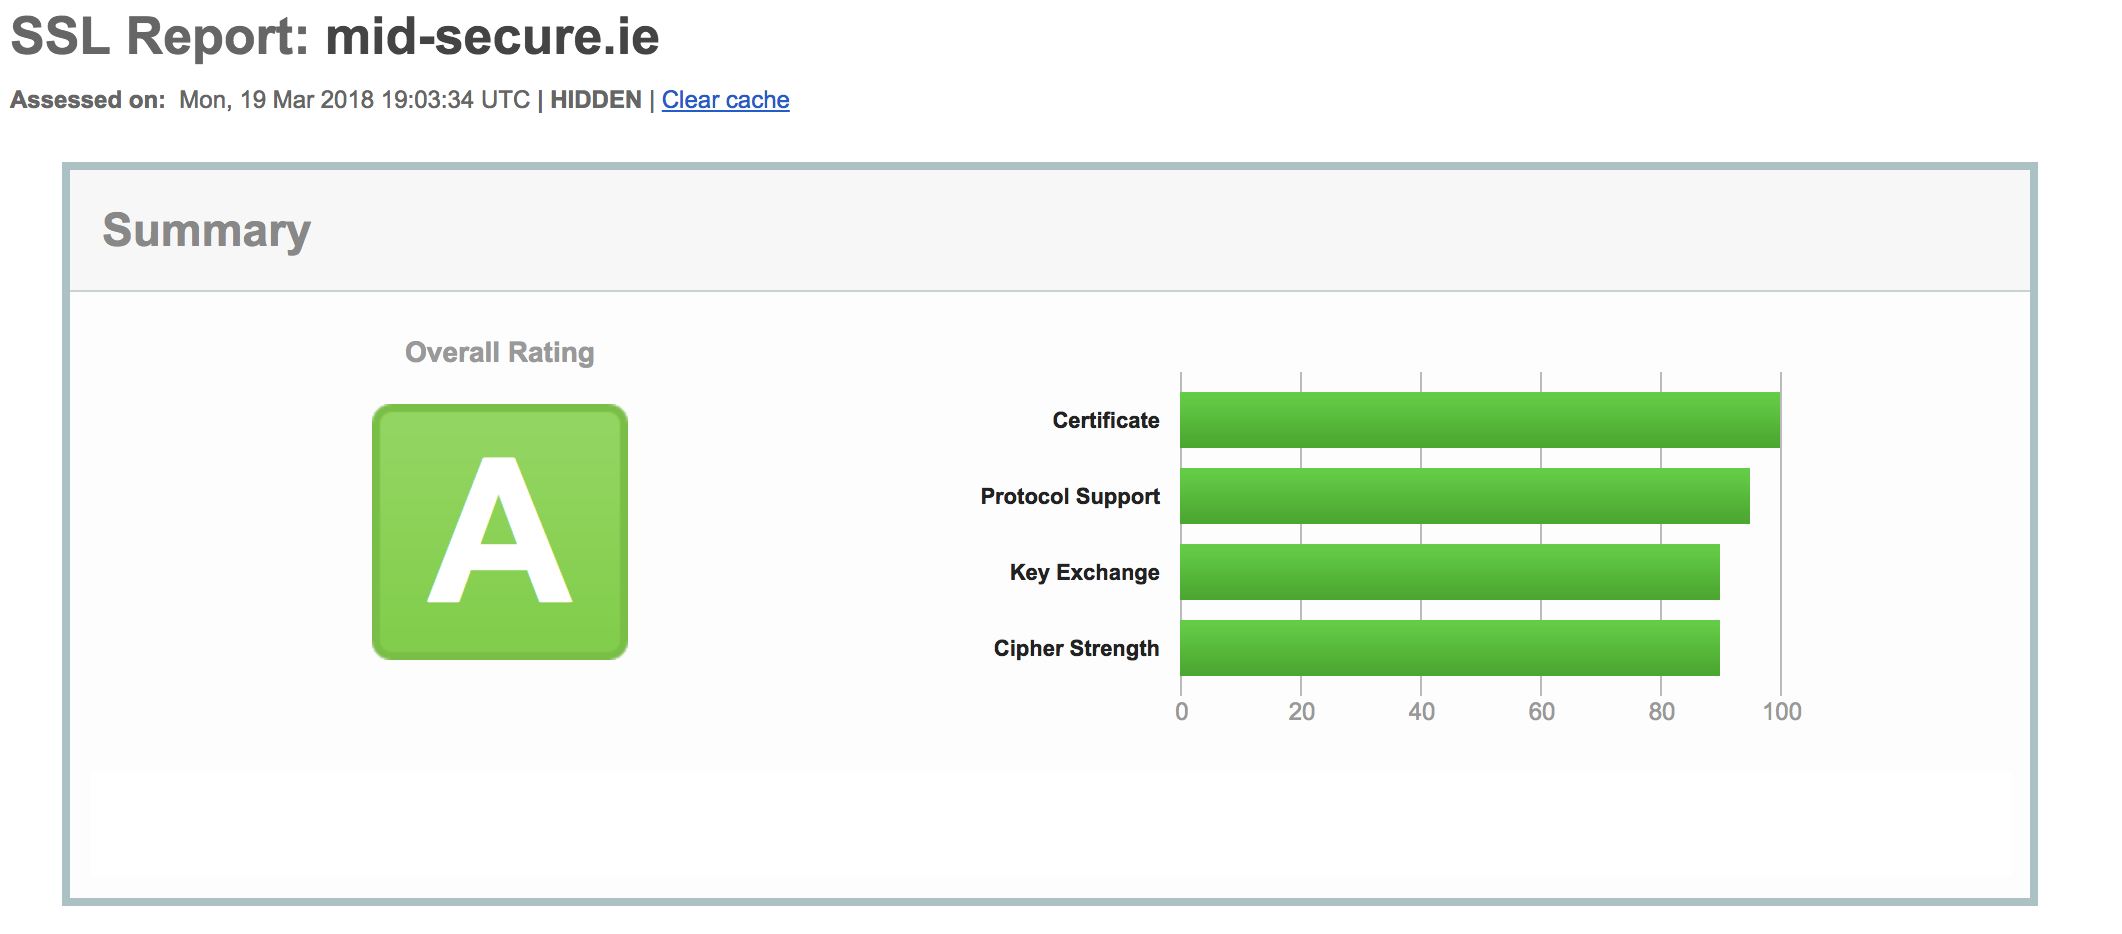 SSL Report: mid-secure.ie
Assessed on: Mon, 19 Mar 2018 19:03:34 UTC | HIDDEN | Clear cache
Summary
Overall Rating
A
Certificate
Protocol Support
Key Exchange
Cipher Strength
0 20 40 60 80 100